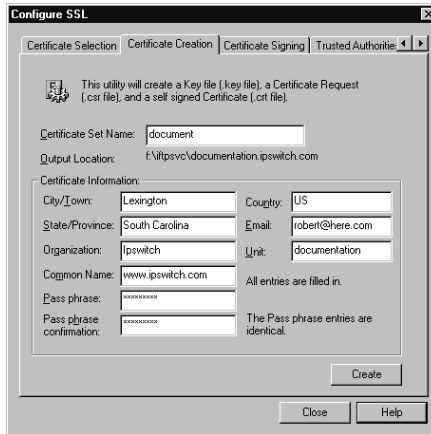 Configure SSL
Certificate Selection
Certificate Creation
Certificate Signing
Trusted Authorities
This utility will create a Key file (.key file), a Certificate Request
(.csr file), and a self signed Certificate (.crt file).
Certificate Set Name: document
Output Location: f:\iftpsvc\documentation.ipswitch.com
Certificate Information:
City/Town: Lexington
Country: US
State/Province: South Carolina
Email: robert@here.com
Organization: Ipswitch
Unit: documentation
Common Name: www.ipswitch.com
All entries are filled in.
Pass phrase: xxxxxxxxx
Pass phrase
confirmation: xxxxxxxxx
The Pass phrase entries are
identical.
Create
Close
Help